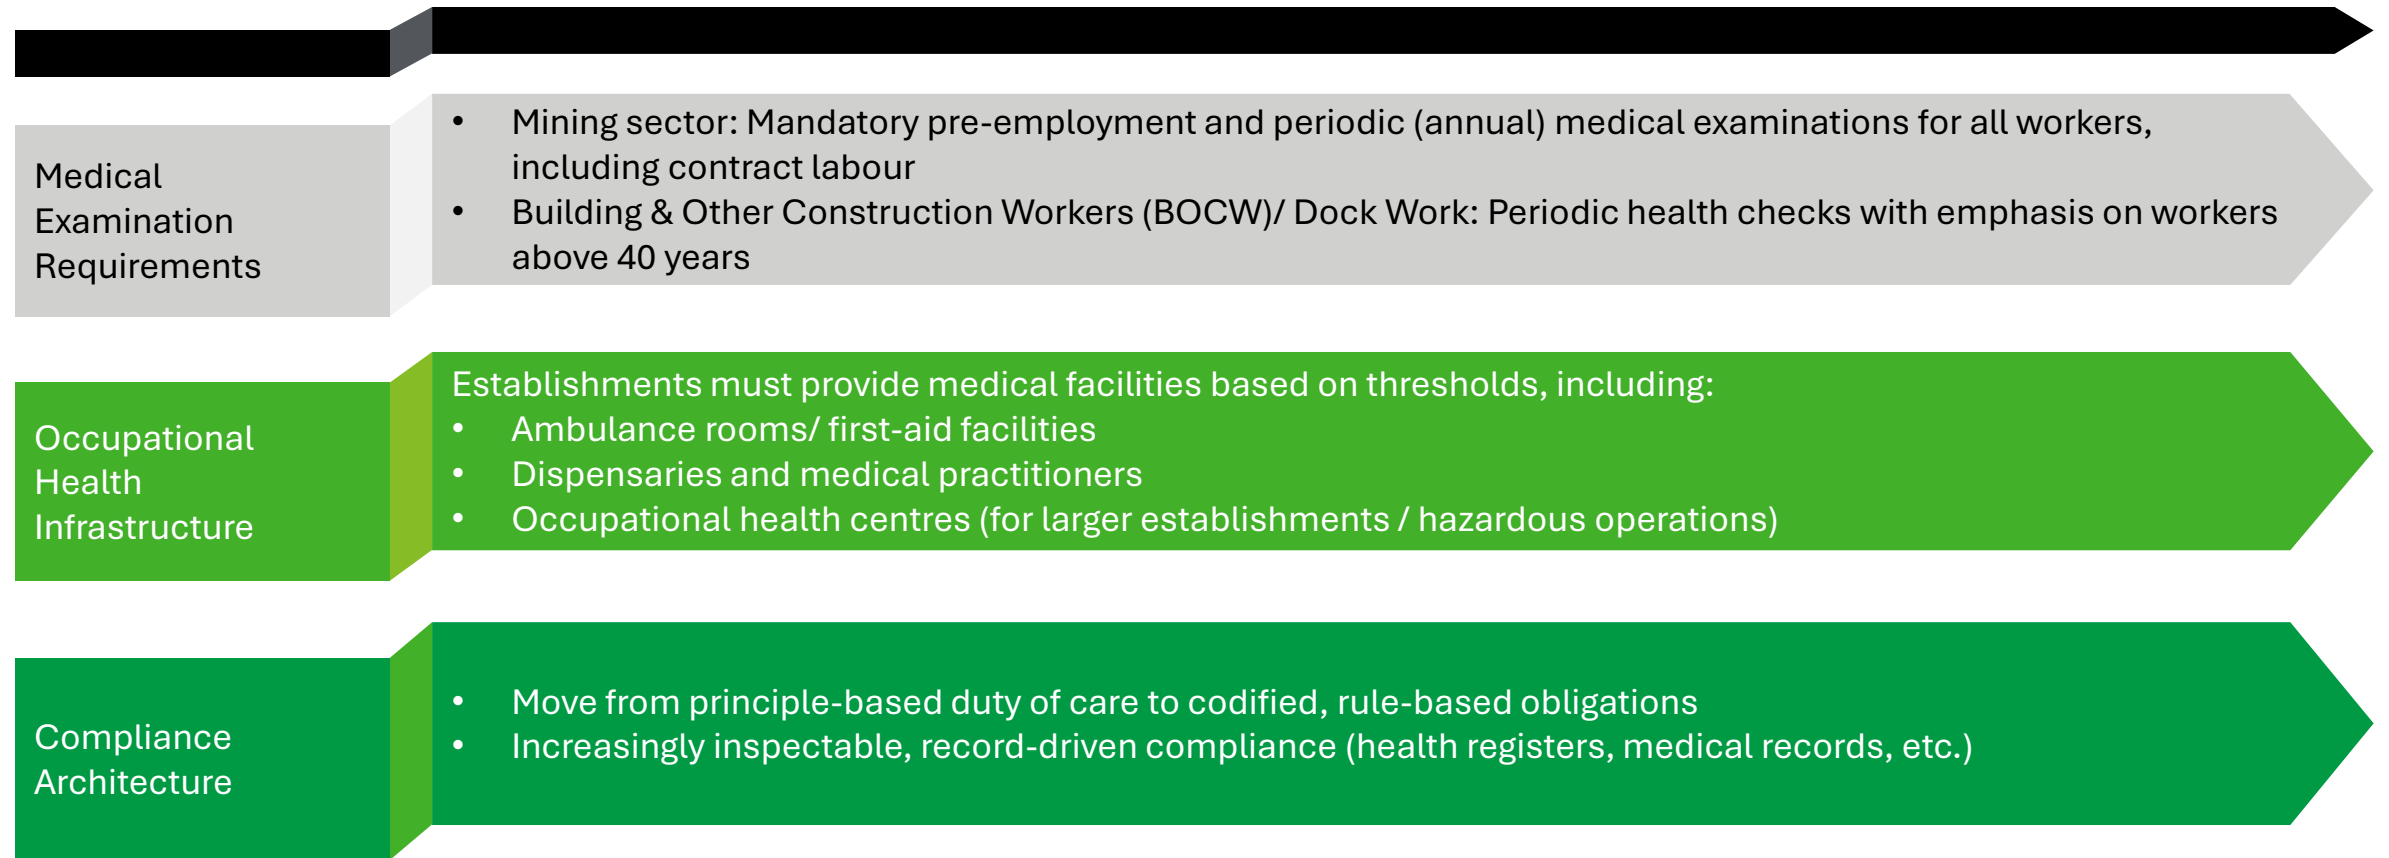 Medical
Examination
Requirements
• Mining sector: Mandatory pre-employment and periodic (annual) medical examinations for all workers,
including contract labour
• Building & Other Construction Workers (BOCW)/ Dock Work: Periodic health checks with emphasis on workers
above 40 years
Occupational
Health
Infrastructure
Establishments must provide medical facilities based on thresholds, including:
• Ambulance rooms/ first-aid facilities
• Dispensaries and medical practitioners
• Occupational health centres (for larger establishments / hazardous operations)
Compliance
Architecture
• Move from principle-based duty of care to codified, rule-based obligations
• Increasingly inspectable, record-driven compliance (health registers, medical records, etc.)